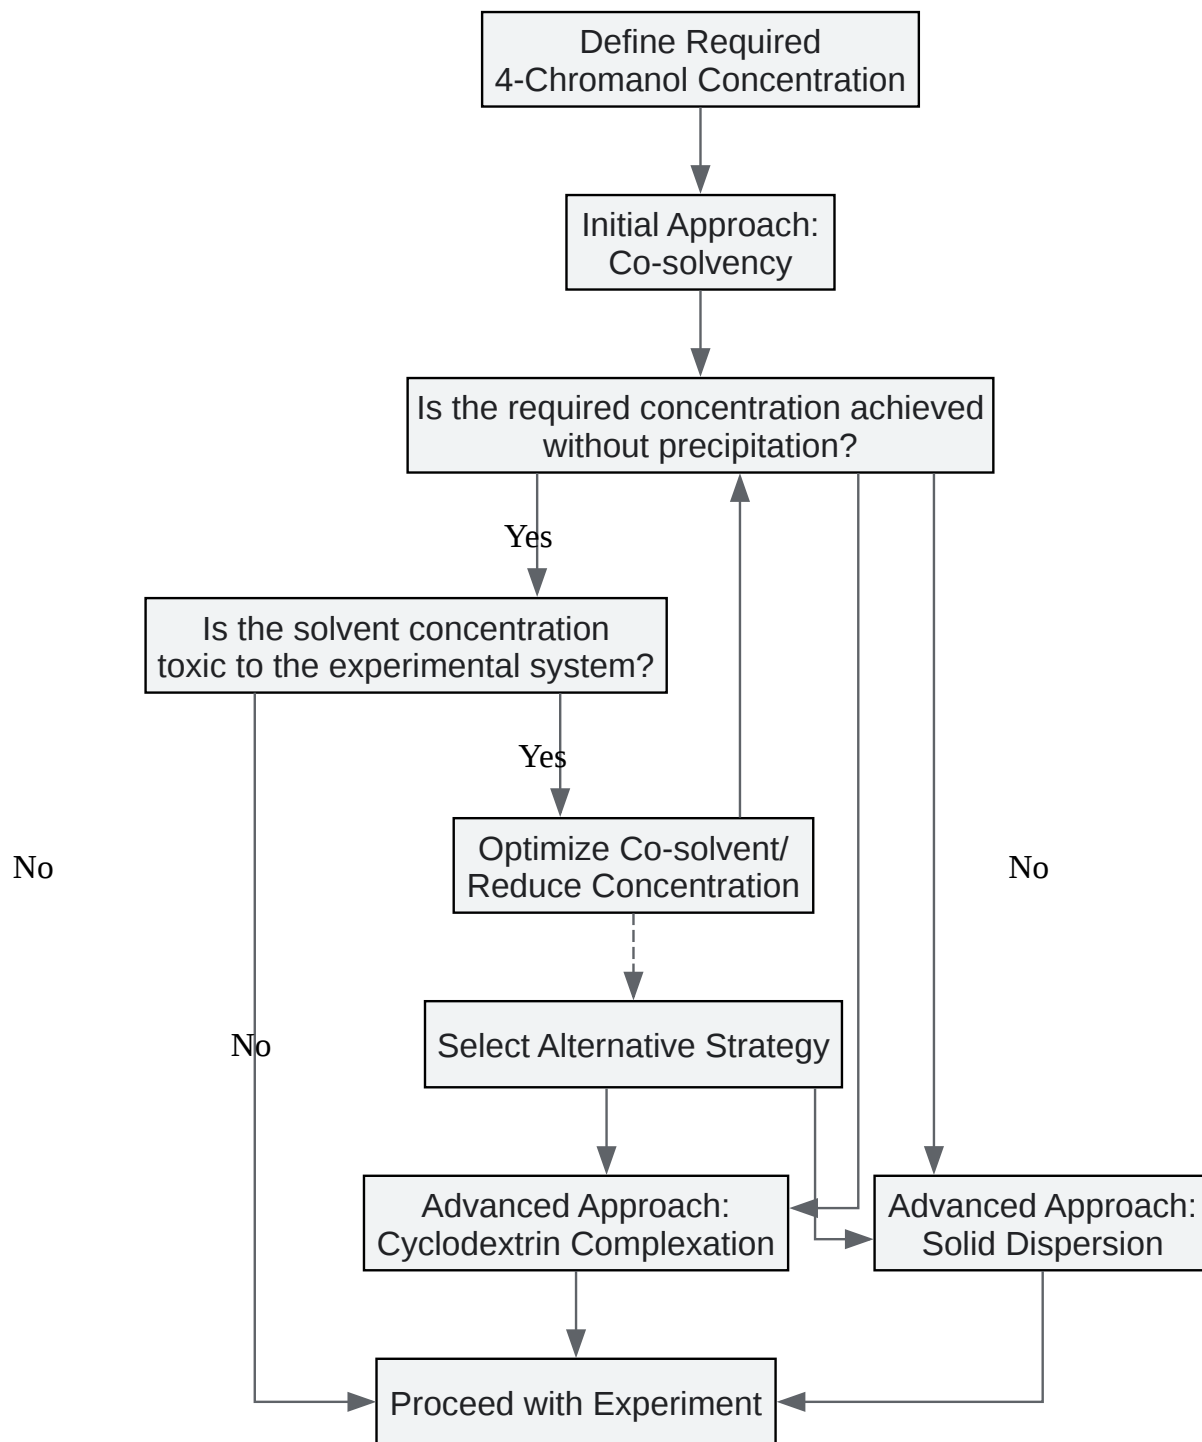 Define Required
4-Chromanol Concentration
Initial Approach:
Co-solvency
Is the required concentration achieved
without precipitation?
Yes
Is the solvent concentration
toxic to the experimental system?
Yes
Optimize Co-solvent/
Reduce Concentration
No
No
Select Alternative Strategy
No
Advanced Approach:
Cyclodextrin Complexation
Advanced Approach:
Solid Dispersion
Proceed with Experiment